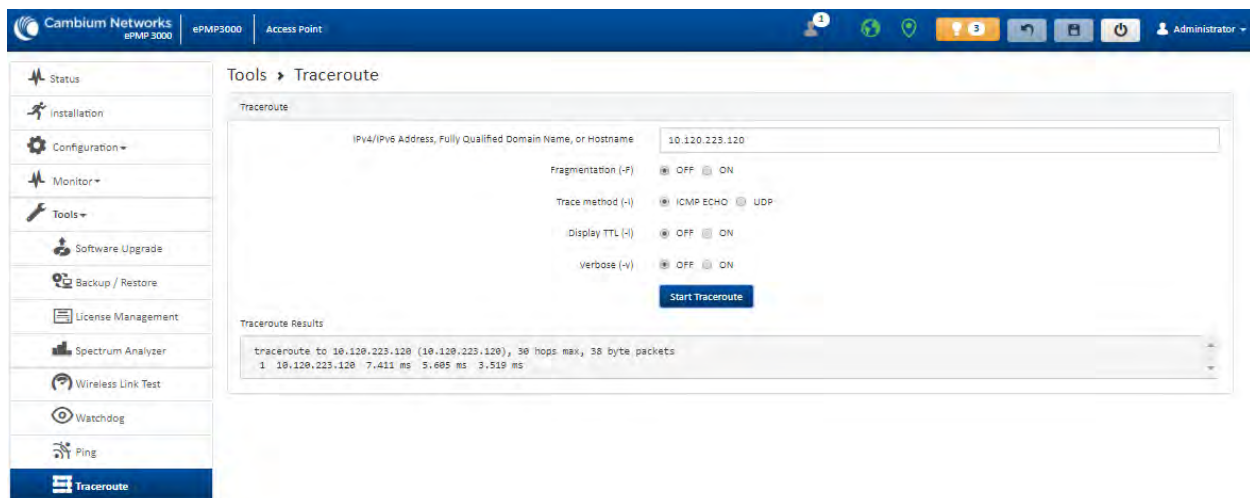 Cambium Networks
ePMP 3000
ePMP3000
Access Point
1
3
Administrator
Status
Installation
Configuration
Monitor
Tools
Software Upgrade
Backup / Restore
License Management
Spectrum Analyzer
Wireless Link Test
Watchdog
Ping
Traceroute
Tools > Traceroute
Traceroute
IPv4/IPv6 Address, Fully Qualified Domain Name, or Hostname 10.120.223.120
Fragmentation (-F) OFF ON
Trace method (-I) ICMP ECHO UDP
Display TTL (-l) OFF ON
Verbose (-v) OFF ON
Start Traceroute
Traceroute Results
traceroute to 10.120.223.120 (10.120.223.120), 30 hops max, 38 byte packets
1 10.120.223.120 7.411 ms 5.605 ms 3.519 ms